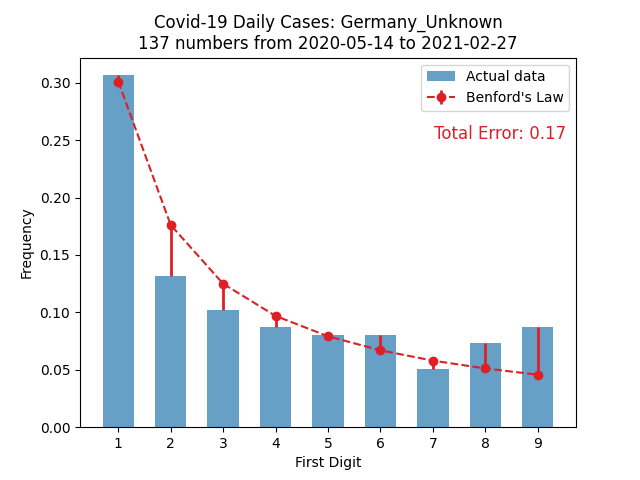 Covid-19 Daily Cases: Germany_Unknown
137 numbers from 2020-05-14 to 2021-02-27
Actual data
Benford's Law
Total Error: 0.17
Frequency
0.30
0.25
0.20
0.15
0.10
0.05
0.00
1 2 3 4 5 6 7 8 9
First Digit